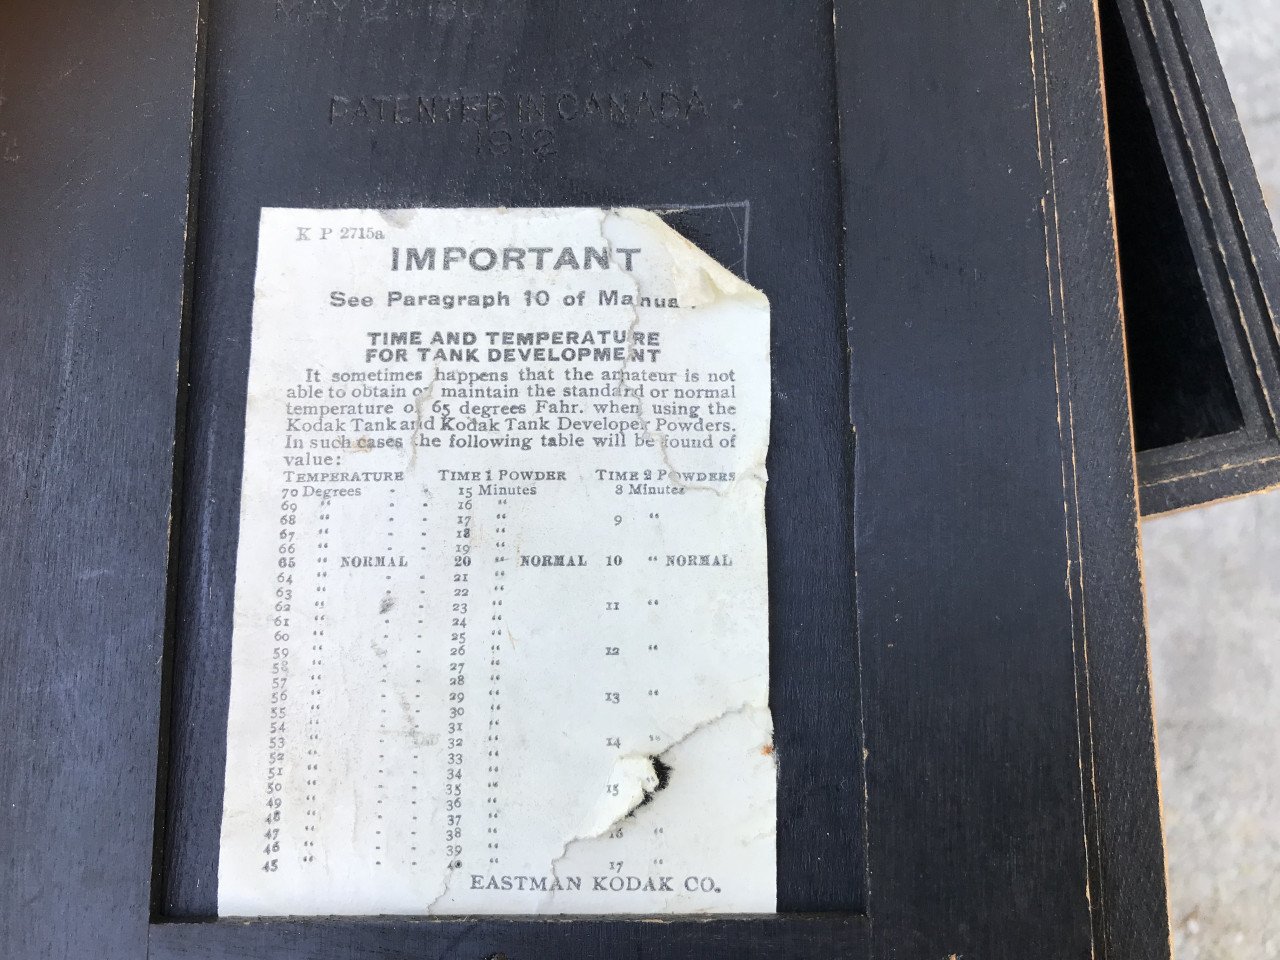 PATENTED IN CANADA
1912
K P 2715a
IMPORTANT
See Paragraph 10 of Manua
TIME AND TEMPERATURE
FOR TANK DEVELOPMENT
It sometimes happens that the amateur is not
able to obtain or maintain the standard or normal
temperature of 65 degrees Fahr. when using the
Kodak Tank and Kodak Tank Developer Powders.
In such cases the following table will be found of
value:
TEMPERATURE TIME 1 POWDER TIME 2 POWDERS
70 Degrees " 15 Minutes 8 Minutes
69 " " " 16 "
68 " " " 17 " 9 "
67 " " " 18 "
66 " " " 19 "
65 " NORMAL 20 " NORMAL 10 " NORMAL
64 " " " 21 "
63 " " " 22 "
62 " " " 23 " 11 "
61 " " " 24 "
60 " " " 25 "
59 " " " 26 " 12 "
58 " " " 27 "
57 " " " 28 "
56 " " " 29 " 13 "
55 " " " 30 "
54 " " " 31 "
53 " " " 32 " 14 "
52 " " " 33 "
51 " " " 34 "
50 " " " 35 " 15
49 " " " 36 "
48 " " " 37 "
47 " " " 38 " 16 "
46 " " " 39 "
45 " " " 40 " 17 "
EASTMAN KODAK CO.